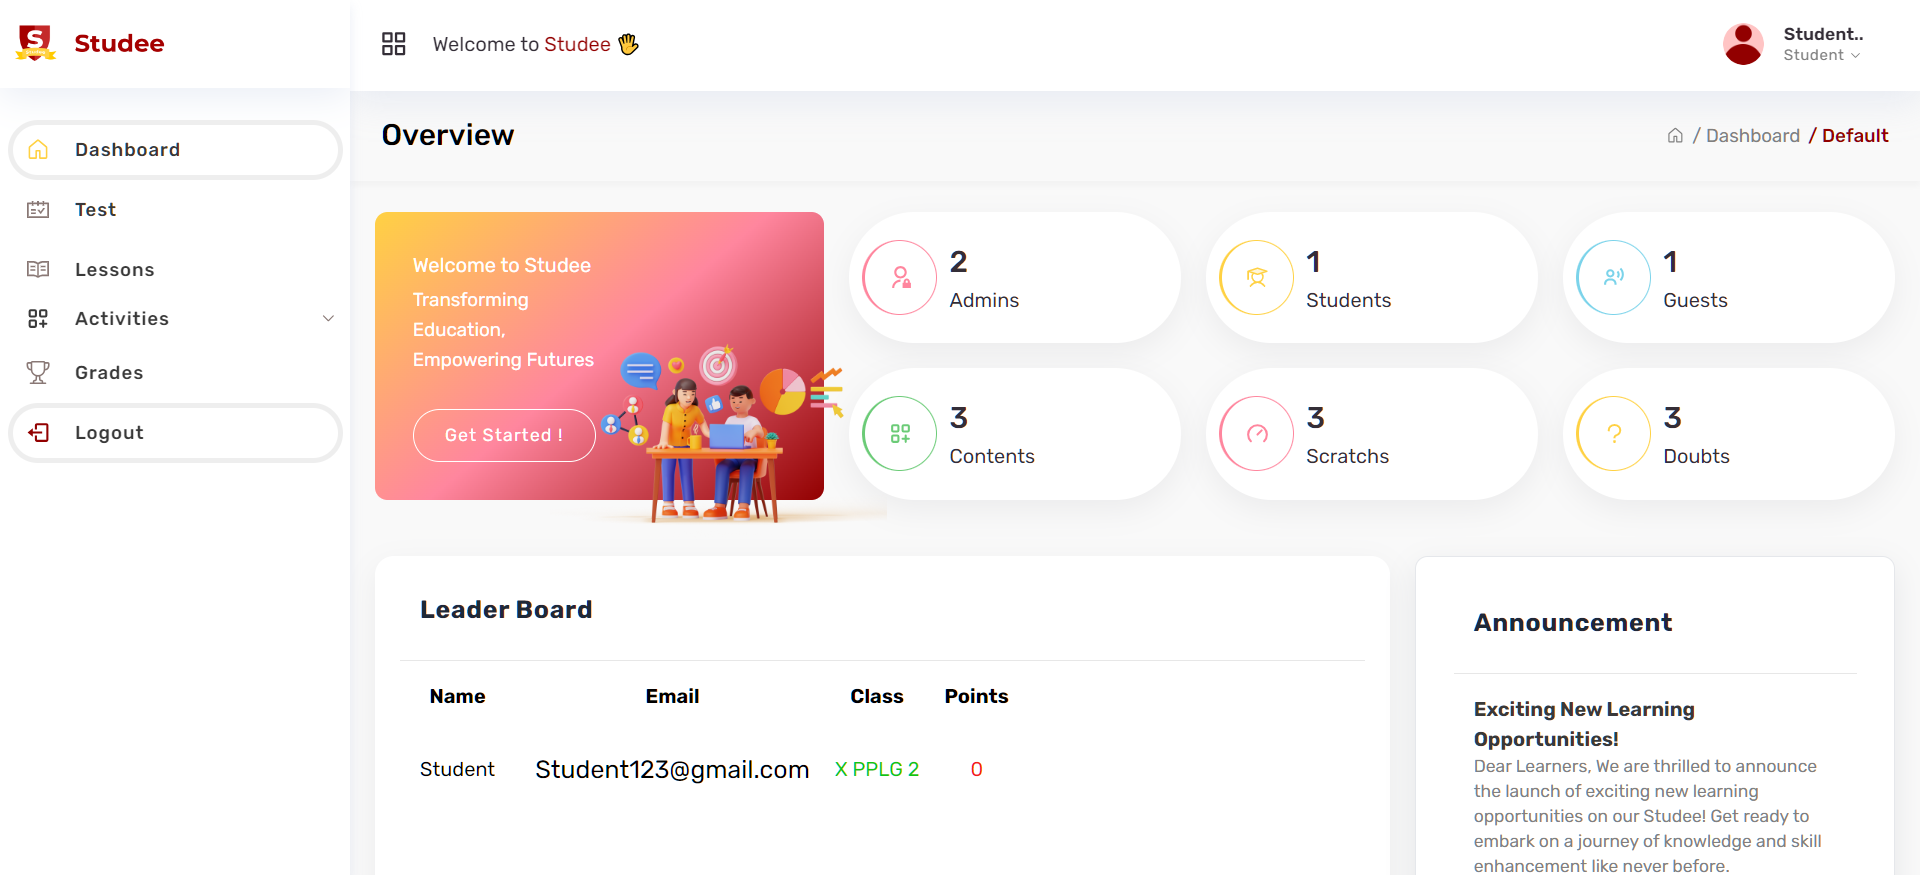 Studee
Welcome to Studee
Student..
Student
Dashboard
Test
Lessons
Activities
Grades
Logout
Overview
/ Dashboard / Default
Welcome to Studee
Transforming
Education,
Empowering Futures
Get Started !
2
Admins
1
Students
1
Guests
3
Contents
3
Scratchs
3
Doubts
Leader Board
Name Email Class Points
Student Student123@gmail.com X PPLG 2 0
Announcement
Exciting New Learning
Opportunities!
Dear Learners, We are thrilled to announce
the launch of exciting new learning
opportunities on our Studee! Get ready to
embark on a journey of knowledge and skill
enhancement like never before.